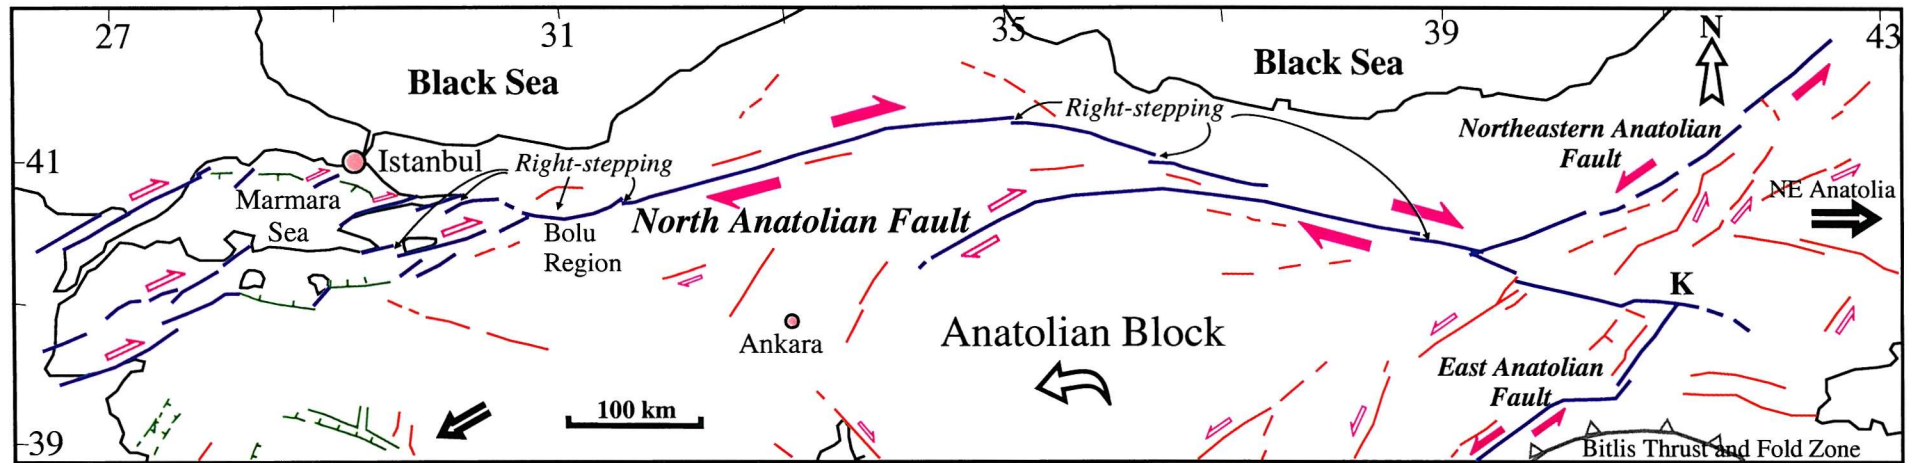 27
31
35
39
43
N
Black Sea
Black Sea
Right-stepping
Northeastern Anatolian
Fault
41
Istanbul
Right-stepping
Marmara
Sea
NE Anatolia
North Anatolian Fault
Bolu
Region
K
Ankara
Anatolian Block
East Anatolian
Fault
100 km
39
Bitlis Thrust and Fold Zone